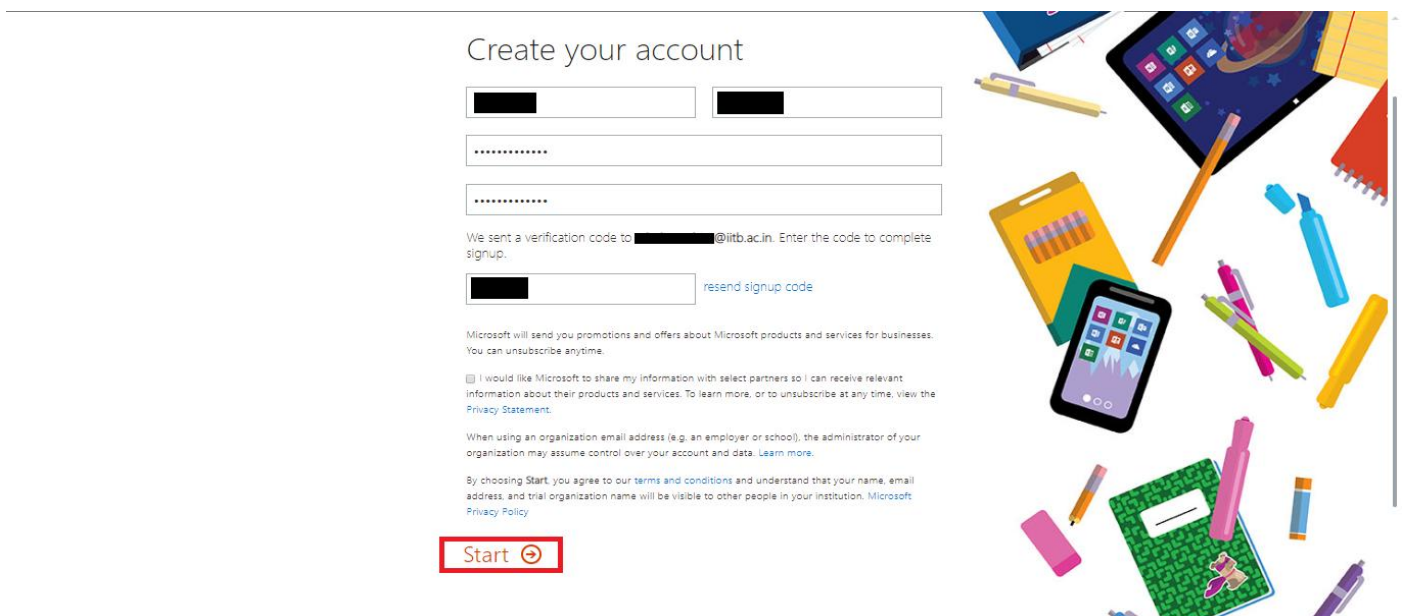 Create your account
•••••••••••••
•••••••••••••
We sent a verification code to @iitb.ac.in. Enter the code to complete
signup.
resend signup code
Microsoft will send you promotions and offers about Microsoft products and services for businesses.
You can unsubscribe anytime.
I would like Microsoft to share my information with select partners so I can receive relevant
information about their products and services. To learn more, or to unsubscribe at any time, view the
Privacy Statement.
When using an organization email address (e.g. an employer or school), the administrator of your
organization may assume control over your account and data. Learn more.
By choosing Start, you agree to our terms and conditions and understand that your name, email
address, and trial organization name will be visible to other people in your institution. Microsoft
Privacy Policy
Start